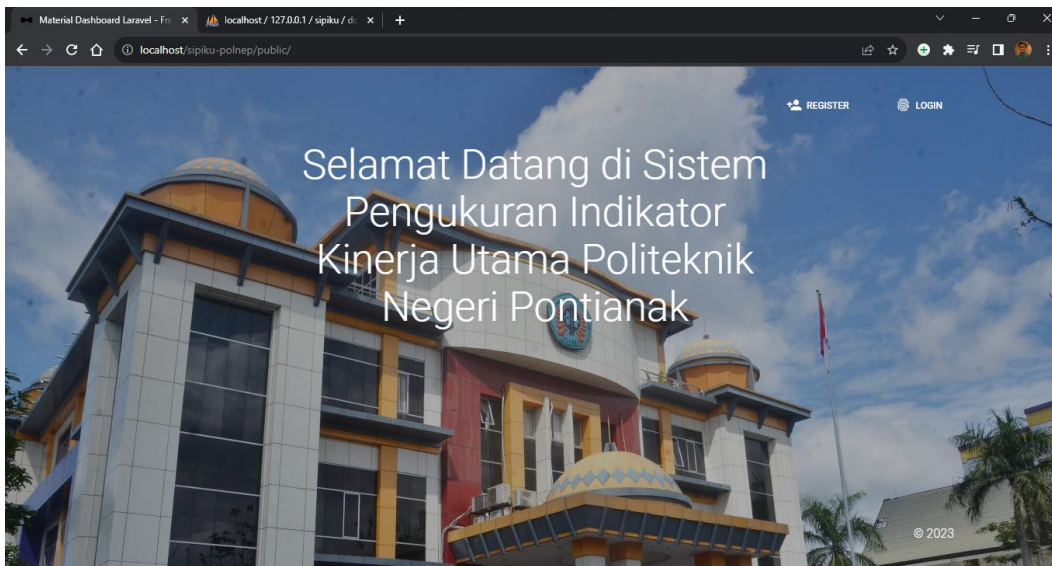 Material Dashboard Laravel - Fre
localhost / 127.0.0.1 / sipiku / do
localhost/sipiku-polnep/public/
REGISTER
LOGIN
Selamat Datang di Sistem
Pengukuran Indikator
Kinerja Utama Politeknik
Negeri Pontianak
© 2023